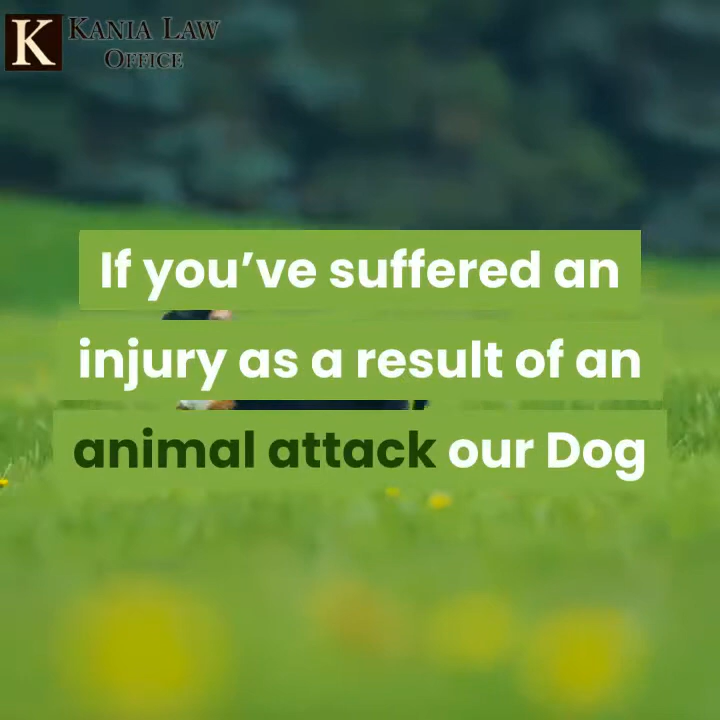 K
KANIA LAW
OFFICE
If you’ve suffered an
injury as a result of an
animal attack our Dog